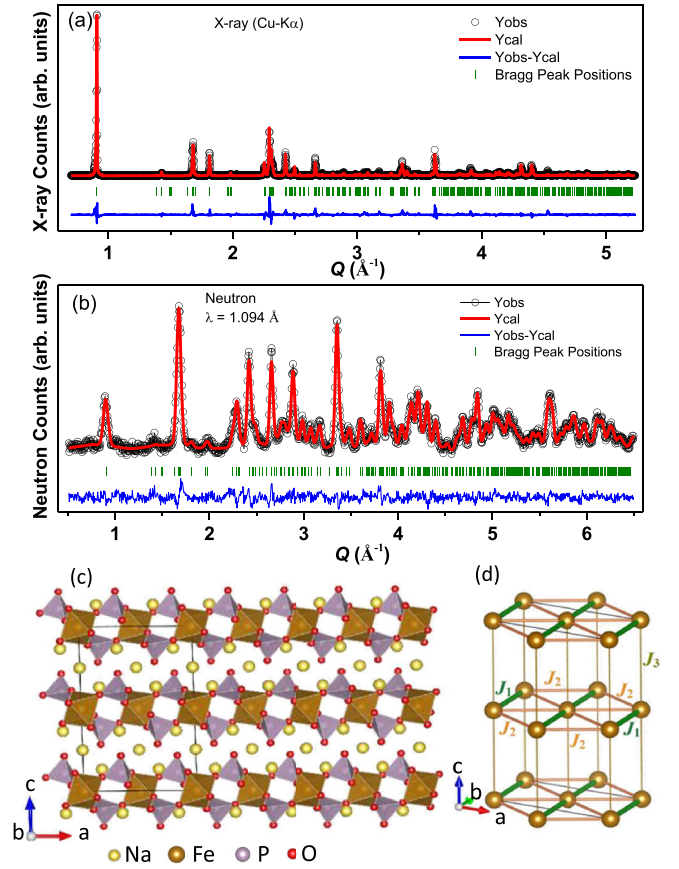 (a)
X-ray (Cu-Kα)
Yobs
Ycal
Yobs-Ycal
Bragg Peak Positions
X-ray Counts (arb. units)
1 2 3 4 5
Q (Å⁻¹)
(b)
Neutron
λ = 1.094 Å
Yobs
Ycal
Yobs-Ycal
Bragg Peak Positions
Neutron Counts (arb. units)
1 2 3 4 5 6
Q (Å⁻¹)
(c)
c
b
a
Na Fe P O
(d)
J₃
J₁ J₂ J₂
J₂ J₂ J₁
c
b
a